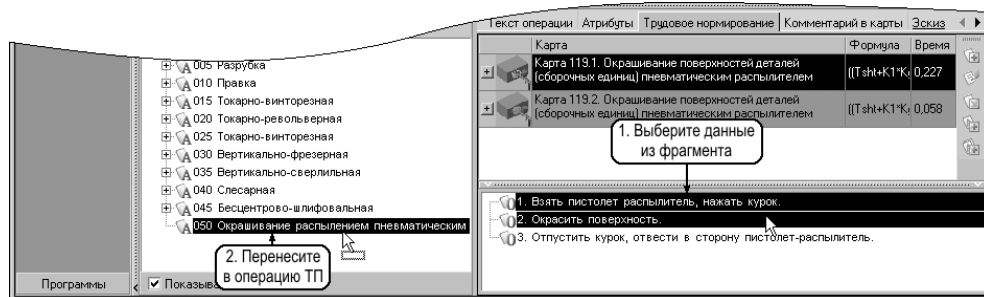 Текст операции Атрибуты Трудовое нормирование Комментарий в карты Эскиз
Карта Формула Время
Карта 119.1. Окрашивание поверхностей деталей
(сборочных единиц) пневматическим распылителем
((Tsht+K1*K 0,227
Карта 119.2. Окрашивание поверхностей деталей
(сборочных единиц) пневматическим распылителем
((Tsht+K1*K 0,058
005 Разрубка
010 Правка
015 Токарно-винторезная
020 Токарно-револьверная
025 Токарно-винторезная
030 Вертикально-фрезерная
035 Вертикально-сверлильная
040 Слесарная
045 Бесцентрово-шлифовальная
050 Окрашивание распылением пневматическим
1. Выберите данные
из фрагмента
1. Взять пистолет распылитель, нажать курок.
2. Окрасить поверхность.
3. Отпустить курок, отвести в сторону пистолет-распылитель.
2. Перенесите
в операцию ТП
Программы
Показыва